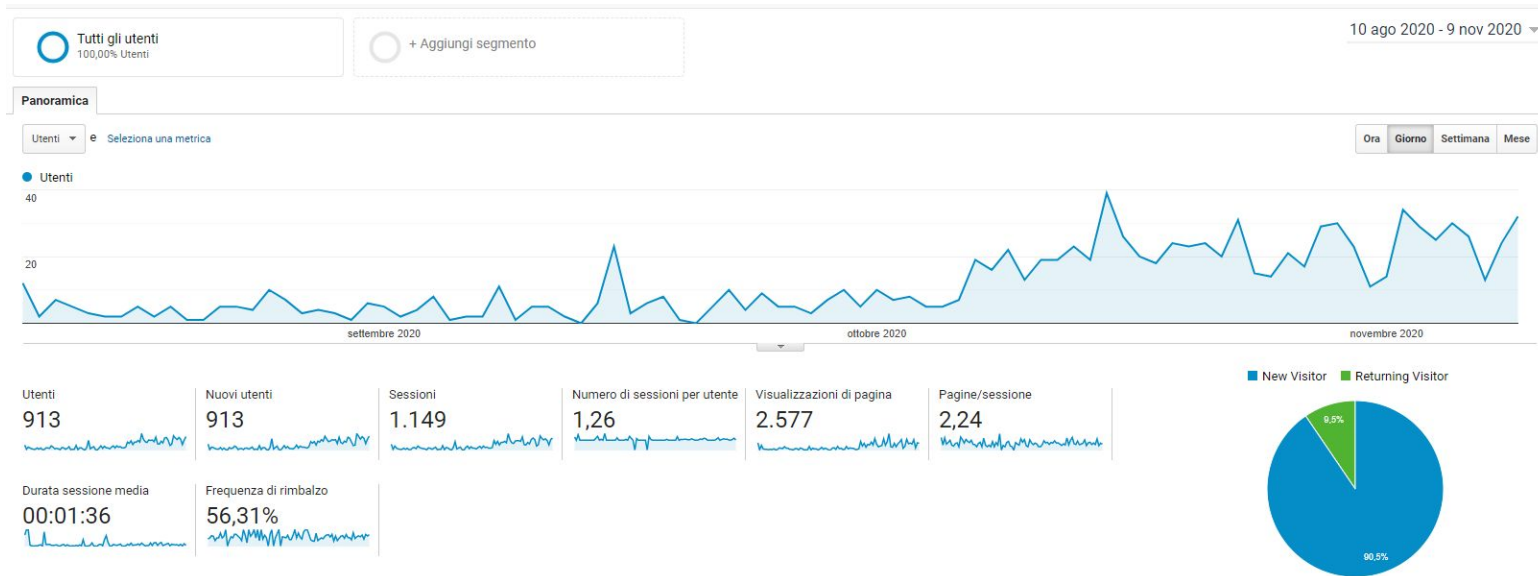 Tutti gli utenti
100,00% Utenti
+ Aggiungi segmento
10 ago 2020 - 9 nov 2020
Panoramica
Utenti e Seleziona una metrica
Ora Giorno Settimana Mese
Utenti
40
20
settembre 2020 ottobre 2020 novembre 2020
New Visitor Returning Visitor
Utenti
913
Nuovi utenti
913
Sessioni
1.149
Numero di sessioni per utente
1,26
Visualizzazioni di pagina
2.577
Pagine/sessione
2,24
Durata sessione media
00:01:36
Frequenza di rimbalzo
56,31%
9,5%
90,5%